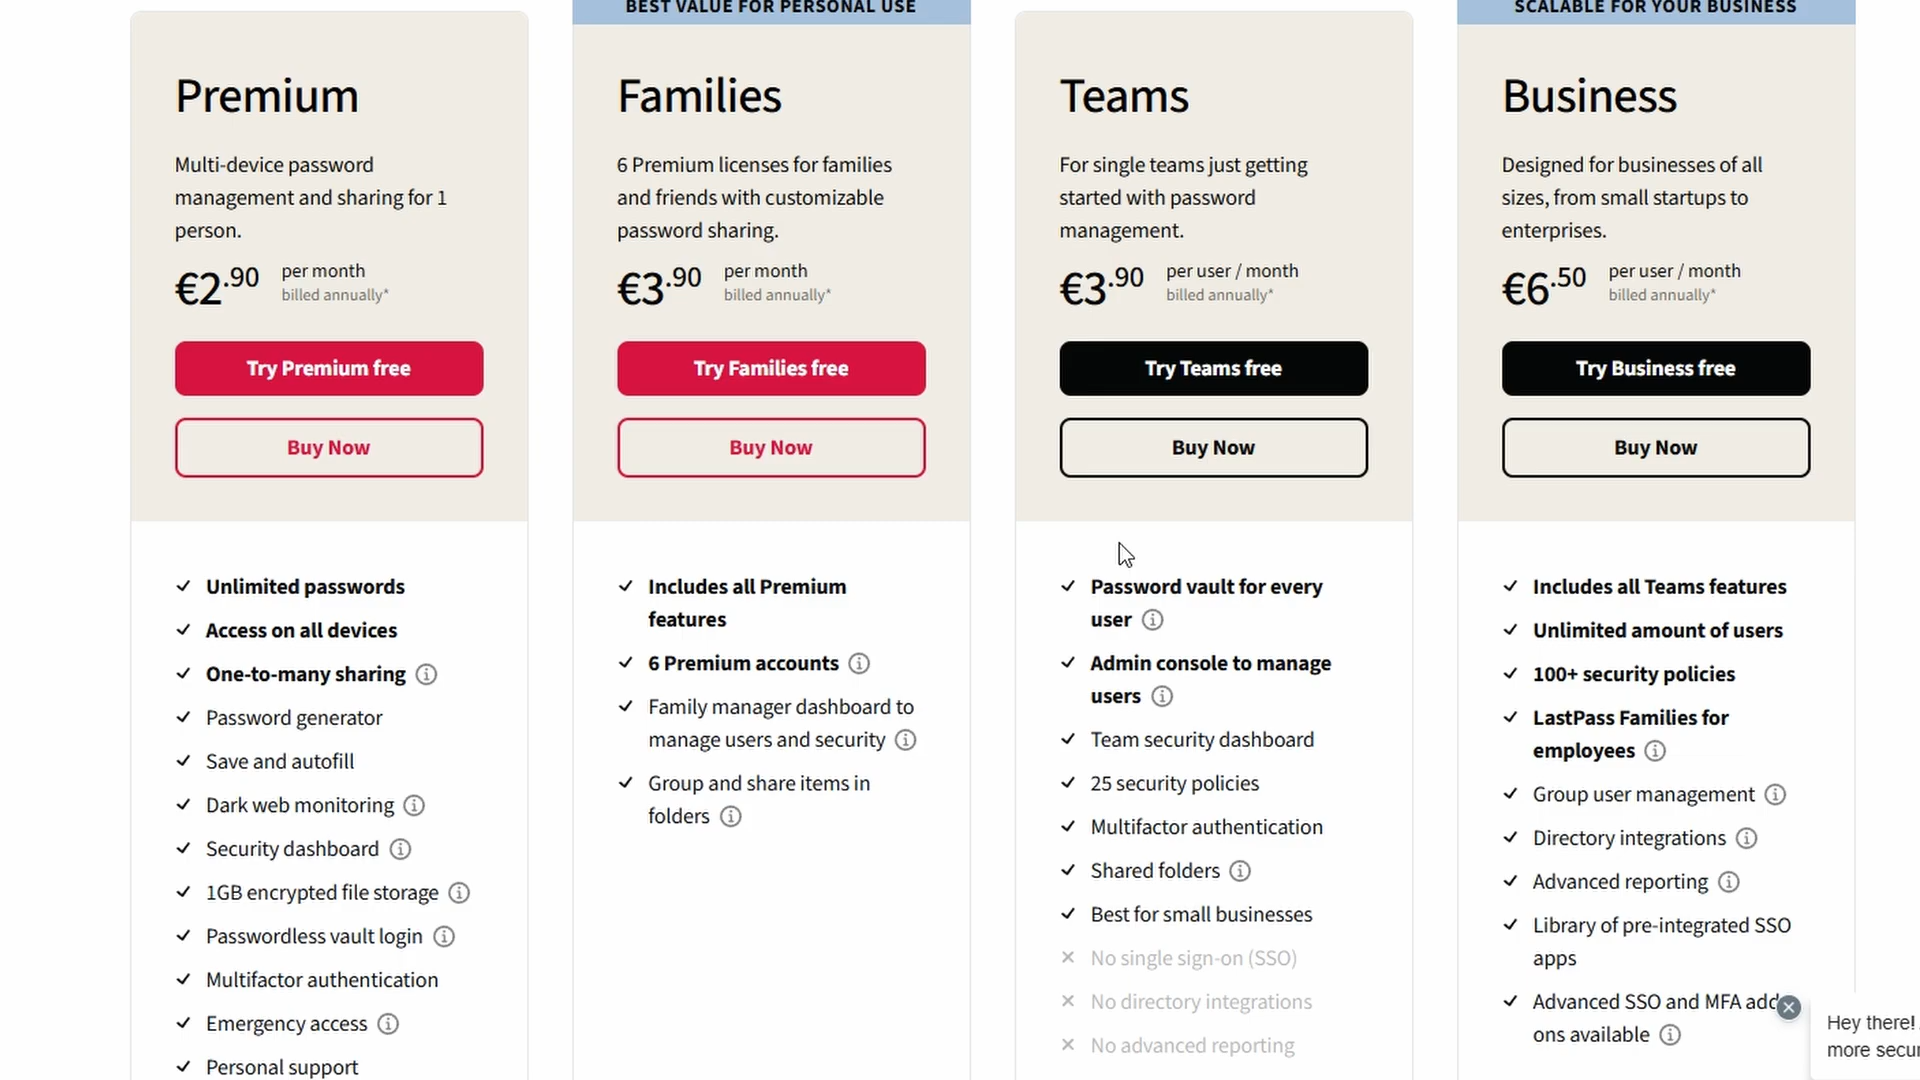 BEST VALUE FOR PERSONAL USE
SCALABLE FOR YOUR BUSINESS
Premium
Multi-device password
management and sharing for 1
person.
€2.90 per month
billed annually*
Try Premium free
Buy Now
Unlimited passwords
Access on all devices
One-to-many sharing
Password generator
Save and autofill
Dark web monitoring
Security dashboard
1GB encrypted file storage
Passwordless vault login
Multifactor authentication
Emergency access
Personal support
Families
6 Premium licenses for families
and friends with customizable
password sharing.
€3.90 per month
billed annually*
Try Families free
Buy Now
Includes all Premium
features
6 Premium accounts
Family manager dashboard to
manage users and security
Group and share items in
folders
Teams
For single teams just getting
started with password
management.
€3.90 per user / month
billed annually*
Try Teams free
Buy Now
Password vault for every
user
Admin console to manage
users
Team security dashboard
25 security policies
Multifactor authentication
Shared folders
Best for small businesses
No single sign-on (SSO)
No directory integrations
No advanced reporting
Business
Designed for businesses of all
sizes, from small startups to
enterprises.
€6.50 per user / month
billed annually*
Try Business free
Buy Now
Includes all Teams features
Unlimited amount of users
100+ security policies
LastPass Families for
employees
Group user management
Directory integrations
Advanced reporting
Library of pre-integrated SSO
apps
Advanced SSO and MFA add
ons available
Hey there!
more